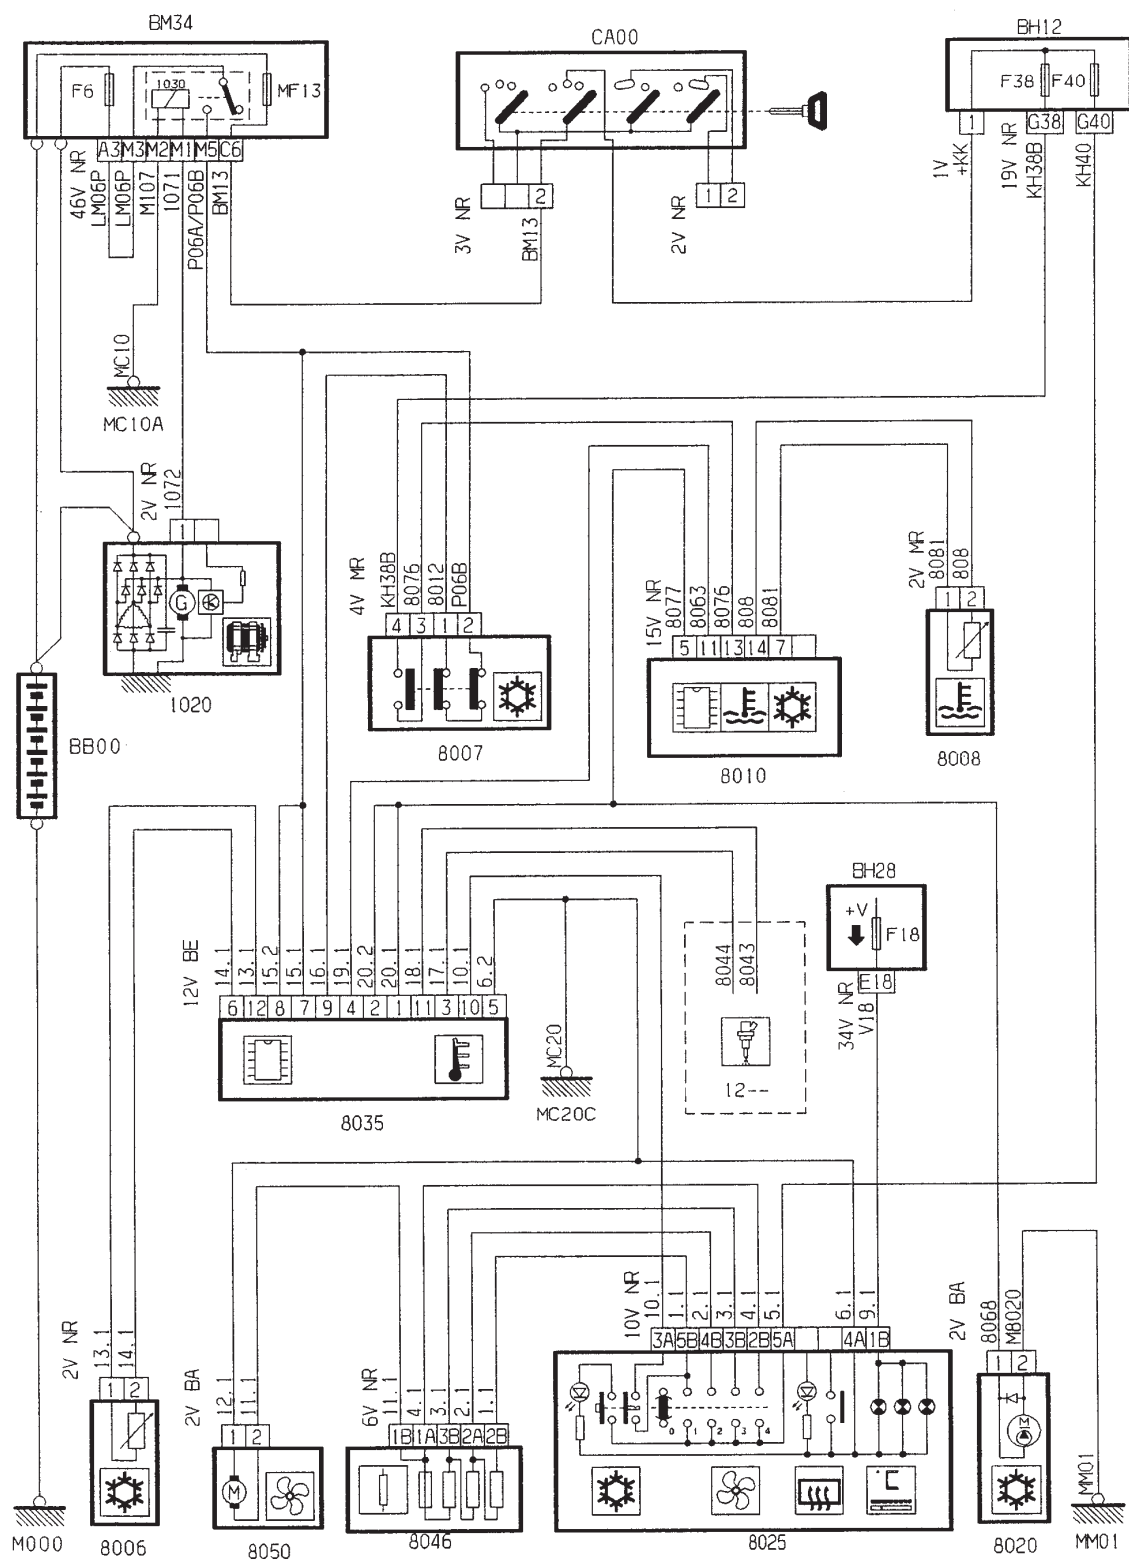 BM34
CA00
BH12
F6
1030
MF13
F38
F40
A3 M3 M2 M1 M5 C6
1
G38
G40
46V NR
LM06P
LM06P
M107
1071
P06A/P06B
BM13
3V NR
2
BM13
2V NR
1 2
1V
+KK
19V NR
KH38B
KH40
MC10
MC10A
2V NR
1072
1
G
1020
BB00
4V MR
KH38B
8076
8012
P06B
4 3 1 2
8007
15V NR
8077
8063
8076
808
8081
5 11 13 14 7
8010
2V MR
8081
808
1 2
8008
BH28
+V
F18
E18
34V NR
V18
12V BE
14.1
13.1
15.2
15.1
16.1
19.1
20.2
20.1
18.1
17.1
10.1
6.2
6 12 8 7 9 4 2 1 11 3 10 5
8035
MC20
MC20C
8044
8043
12--
2V NR
13.1
14.1
1 2
8006
M000
2V BA
12.1
11.1
1 2
M
8050
6V NR
11.1
4.1
3.1
2.1
1.1
1B 1A 3B 2A 2B
8046
10V NR
10.1
1.1
2.1
3.1
4.1
5.1
6.1
9.1
3A 5B 4B 3B 2B 5A 4A 1B
0 1 2 3 4
°C
8025
2V BA
8068
M8020
1 2
M
8020
MM01
MM01